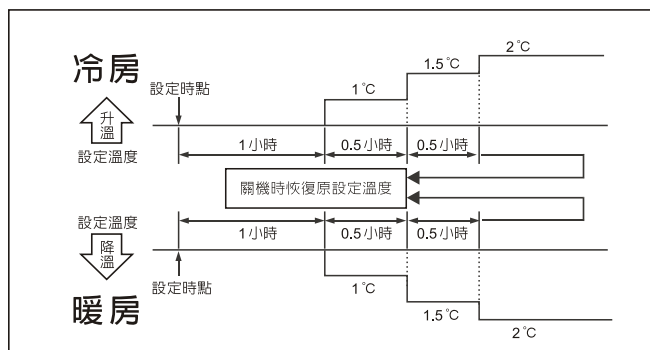 冷房
升溫
設定溫度
設定時點
1℃
1.5℃
2℃
1小時
0.5小時
0.5小時
關機時恢復原設定溫度
設定溫度
降溫
暖房
1小時
0.5小時
0.5小時
設定時點
1℃
1.5℃
2℃